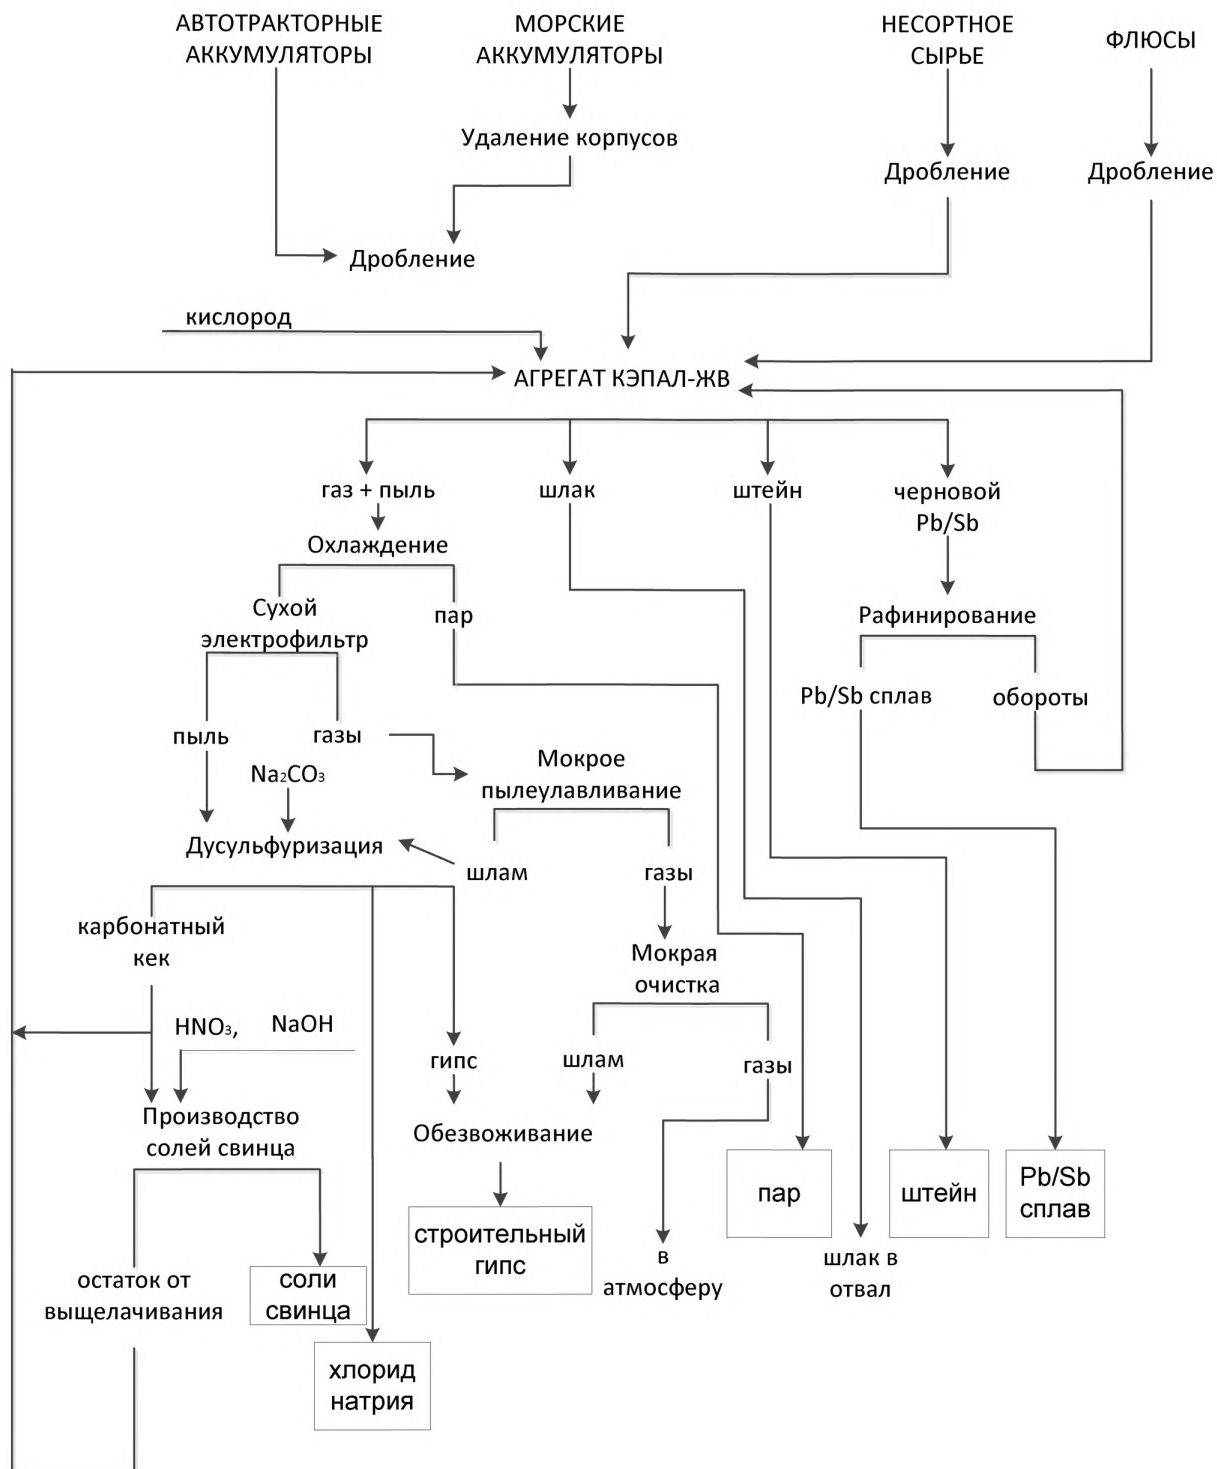 АВТОТРАКТОРНЫЕ
АККУМУЛЯТОРЫ
МОРСКИЕ
АККУМУЛЯТОРЫ
НЕСОРТНОЕ
СЫРЬЕ
ФЛЮСЫ
Удаление корпусов
Дробление
Дробление
Дробление
кислород
АГРЕГАТ КЭПАЛ-ЖВ
газ + пыль
шлак
штейн
черновой
Pb/Sb
Охлаждение
Сухой
электрофильтр
пар
Рафинирование
Pb/Sb сплав
обороты
пыль
газы
Мокрое
пылеулавливание
Na₂CO₃
Дусульфуризация
шлам
газы
карбонатный
кек
Мокрая
очистка
HNO₃, NaOH
гипс
шлам
газы
Производство
солей свинца
Обезвоживание
пар
штейн
Pb/Sb
сплав
строительный
гипс
в
атмосферу
шлак в
отвал
остаток от
выщелачивания
соли
свинца
хлорид
натрия